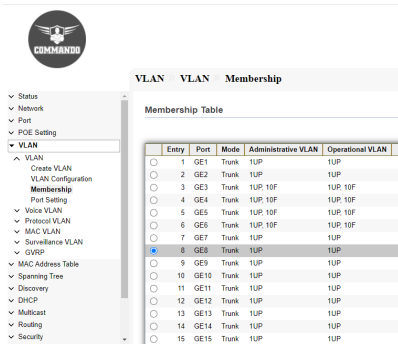 COMMANDO
VLAN VLAN Membership
Status
Network
Port
POE Setting
VLAN
VLAN
Create VLAN
VLAN Configuration
Membership
Port Setting
Voice VLAN
Protocol VLAN
MAC VLAN
Surveillance VLAN
GVRP
MAC Address Table
Spanning Tree
Discovery
DHCP
Multicast
Routing
Security
Membership Table
Entry Port Mode Administrative VLAN Operational VLAN
1 GE1 Trunk 1UP 1UP
2 GE2 Trunk 1UP 1UP
3 GE3 Trunk 1UP, 10F 1UP, 10F
4 GE4 Trunk 1UP, 10F 1UP, 10F
5 GE5 Trunk 1UP, 10F 1UP, 10F
6 GE6 Trunk 1UP, 10F 1UP, 10F
7 GE7 Trunk 1UP 1UP
8 GE8 Trunk 1UP 1UP
9 GE9 Trunk 1UP 1UP
10 GE10 Trunk 1UP 1UP
11 GE11 Trunk 1UP 1UP
12 GE12 Trunk 1UP 1UP
13 GE13 Trunk 1UP 1UP
14 GE14 Trunk 1UP 1UP
15 GE15 Trunk 1UP 1UP